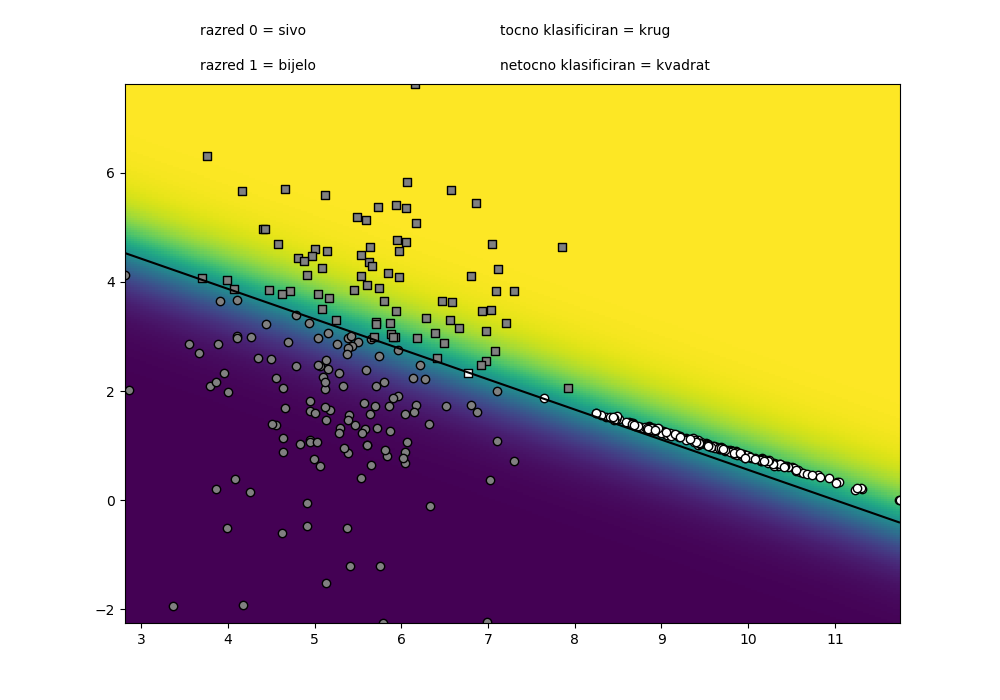 razred 0 = sivo
tocno klasificiran = krug
razred 1 = bijelo
netocno klasificiran = kvadrat
6
4
2
0
−2
3 4 5 6 7 8 9 10 11